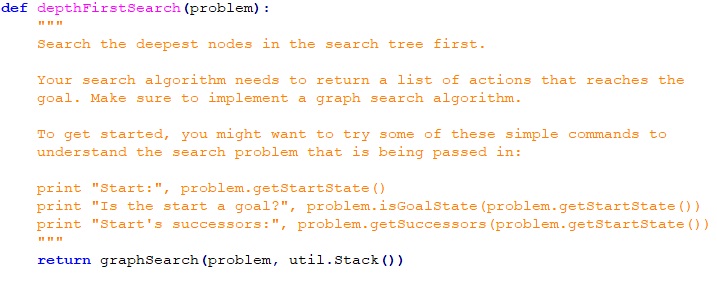 def depthFirstSearch(problem):
"""
Search the deepest nodes in the search tree first.
Your search algorithm needs to return a list of actions that reaches the
goal. Make sure to implement a graph search algorithm.
To get started, you might want to try some of these simple commands to
understand the search problem that is being passed in:
print "Start:", problem.getStartState()
print "Is the start a goal?", problem.isGoalState(problem.getStartState())
print "Start's successors:", problem.getSuccessors(problem.getStartState())
"""
return graphSearch(problem, util.Stack())